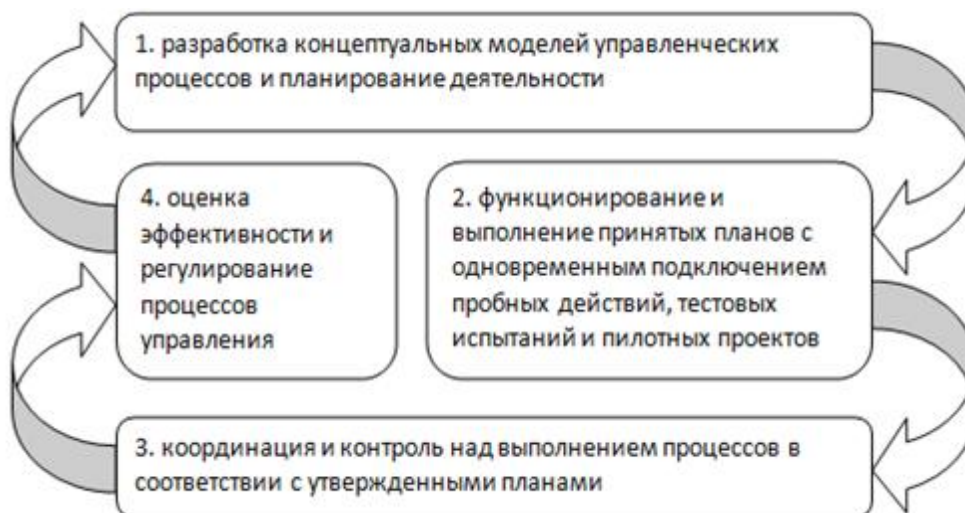 1. разработка концептуальных моделей управленческих
процессов и планирование деятельности
4. оценка
эффективности и
регулирование
процессов
управления
2. функционирование и
выполнение принятых планов с
одновременным подключением
пробных действий, тестовых
испытаний и пилотных проектов
3. координация и контроль над выполнением процессов в
соответствии с утвержденными планами